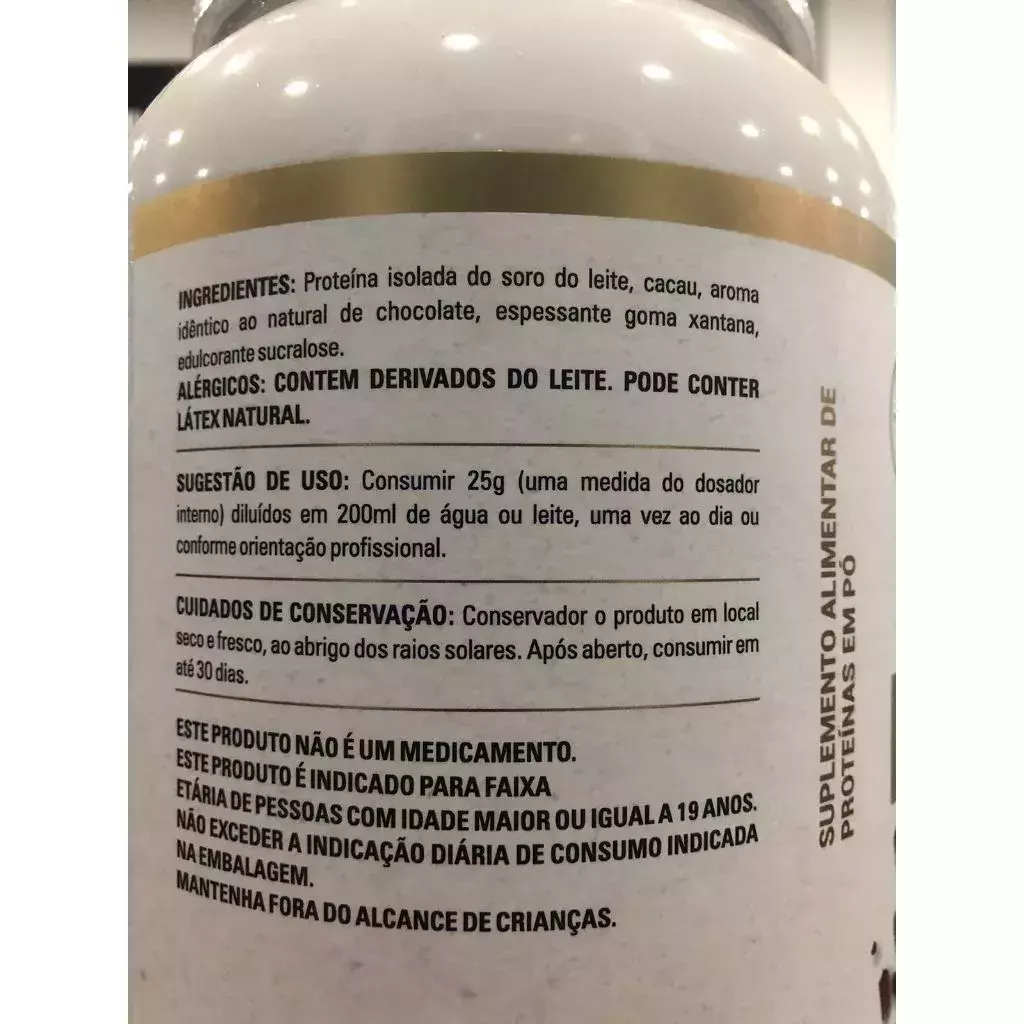 INGREDIENTES: Proteína isolada do soro do leite, cacau, aroma
idêntico ao natural de chocolate, espessante goma xantana,
edulcorante sucralose.
ALÉRGICOS: CONTEM DERIVADOS DO LEITE. PODE CONTER
LÁTEX NATURAL.
SUGESTÃO DE USO: Consumir 25g (uma medida do dosador
interno) diluídos em 200ml de água ou leite, uma vez ao dia ou
conforme orientação profissional.
CUIDADOS DE CONSERVAÇÃO: Conservador o produto em local
seco e fresco, ao abrigo dos raios solares. Após aberto, consumir em
até 30 dias.
ESTE PRODUTO NÃO É UM MEDICAMENTO.
ESTE PRODUTO É INDICADO PARA FAIXA
ETÁRIA DE PESSOAS COM IDADE MAIOR OU IGUAL A 19 ANOS.
NÃO EXCEDER A INDICAÇÃO DIÁRIA DE CONSUMO INDICADA
NA EMBALAGEM.
MANTENHA FORA DO ALCANCE DE CRIANÇAS.
SUPLEMENTO ALIMENTAR DE
PROTEÍNAS EM PÓ